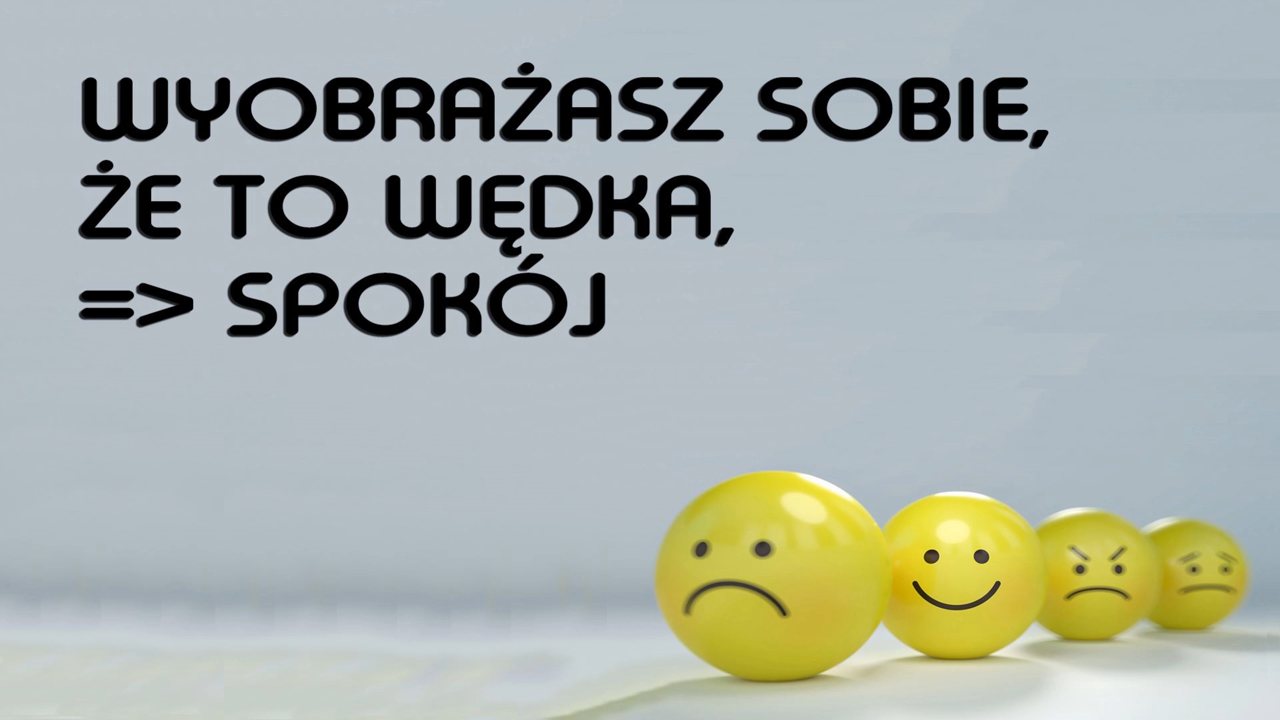 WYOBRAŻASZ SOBIE,
ŻE TO WĘDKA,
=> SPOKÓJ